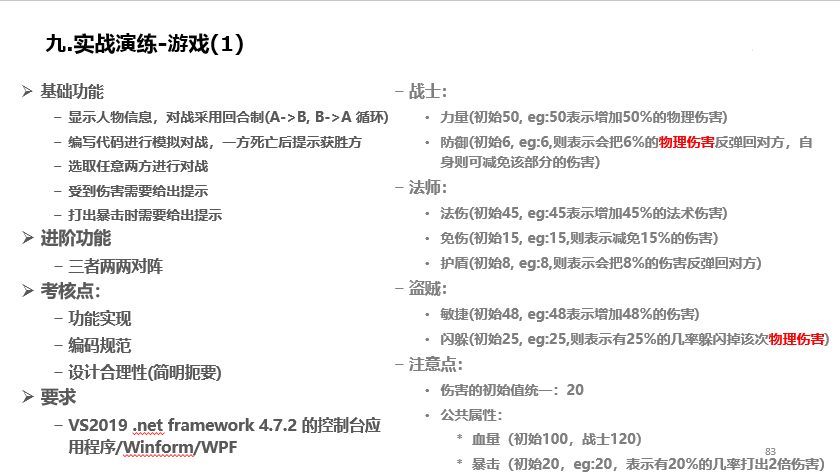 九.实战演练-游戏(1)
➢ 基础功能
– 显示人物信息，对战采用回合制(A->B, B->A 循环)
– 编写代码进行模拟对战，一方死亡后提示获胜方
– 选取任意两方进行对战
– 受到伤害需要给出提示
– 打出暴击时需要给出提示
➢ 进阶功能
– 三者两两对阵
➢ 考核点：
– 功能实现
– 编码规范
– 设计合理性(简明扼要)
➢ 要求
– VS2019 .net framework 4.7.2 的控制台应
用程序/Winform/WPF
– 战士：
• 力量(初始50, eg:50表示增加50%的物理伤害)
• 防御(初始6, eg:6,则表示会把6%的物理伤害反弹回对方，自
身则可减免该部分的伤害)
– 法师：
• 法伤(初始45, eg:45表示增加45%的法术伤害)
• 免伤(初始15, eg:15,则表示减免15%的伤害)
• 护盾(初始8, eg:8,则表示会把8%的伤害反弹回对方)
– 盗贼：
• 敏捷(初始48, eg:48表示增加48%的伤害)
• 闪躲(初始25, eg:25,则表示有25%的几率躲闪掉该次物理伤害)
– 注意点：
• 伤害的初始值统一：20
• 公共属性：
* 血量（初始100，战士120）
* 暴击（初始20，eg:20，表示有20%的几率打出2倍伤害)
83